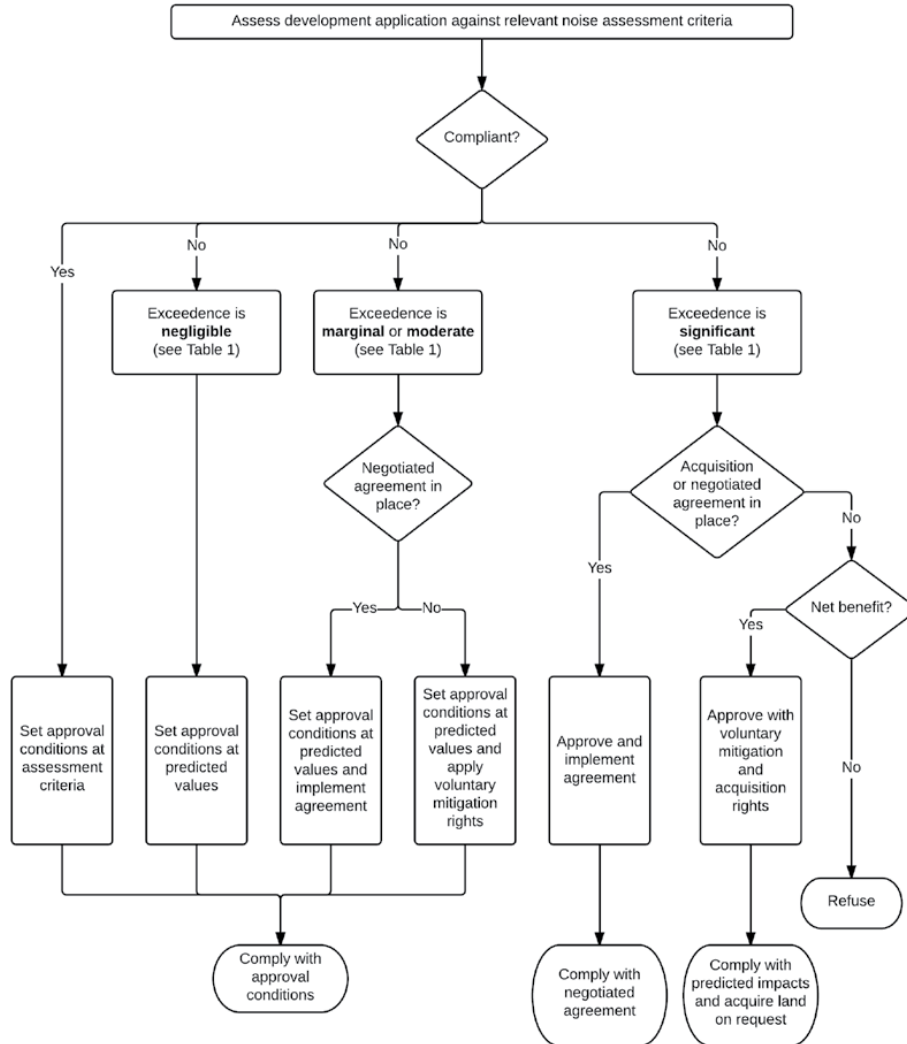 Assess development application against relevant noise assessment criteria
Compliant?
Yes
No
No
No
Exceedence is
negligible
(see Table 1)
Exceedence is
marginal or moderate
(see Table 1)
Exceedence is
significant
(see Table 1)
Negotiated
agreement in
place?
Acquisition
or negotiated
agreement in
place?
No
Yes
Yes
No
Net benefit?
Yes
No
Set approval
conditions at
assessment
criteria
Set approval
conditions at
predicted
values
Set approval
conditions at
predicted
values and
implement
agreement
Set approval
conditions at
predicted
values and
apply
voluntary
mitigation
rights
Approve and
implement
agreement
Approve with
voluntary
mitigation
and
acquisition
rights
Refuse
Comply with
approval
conditions
Comply with
negotiated
agreement
Comply with
predicted impacts
and acquire land
on request